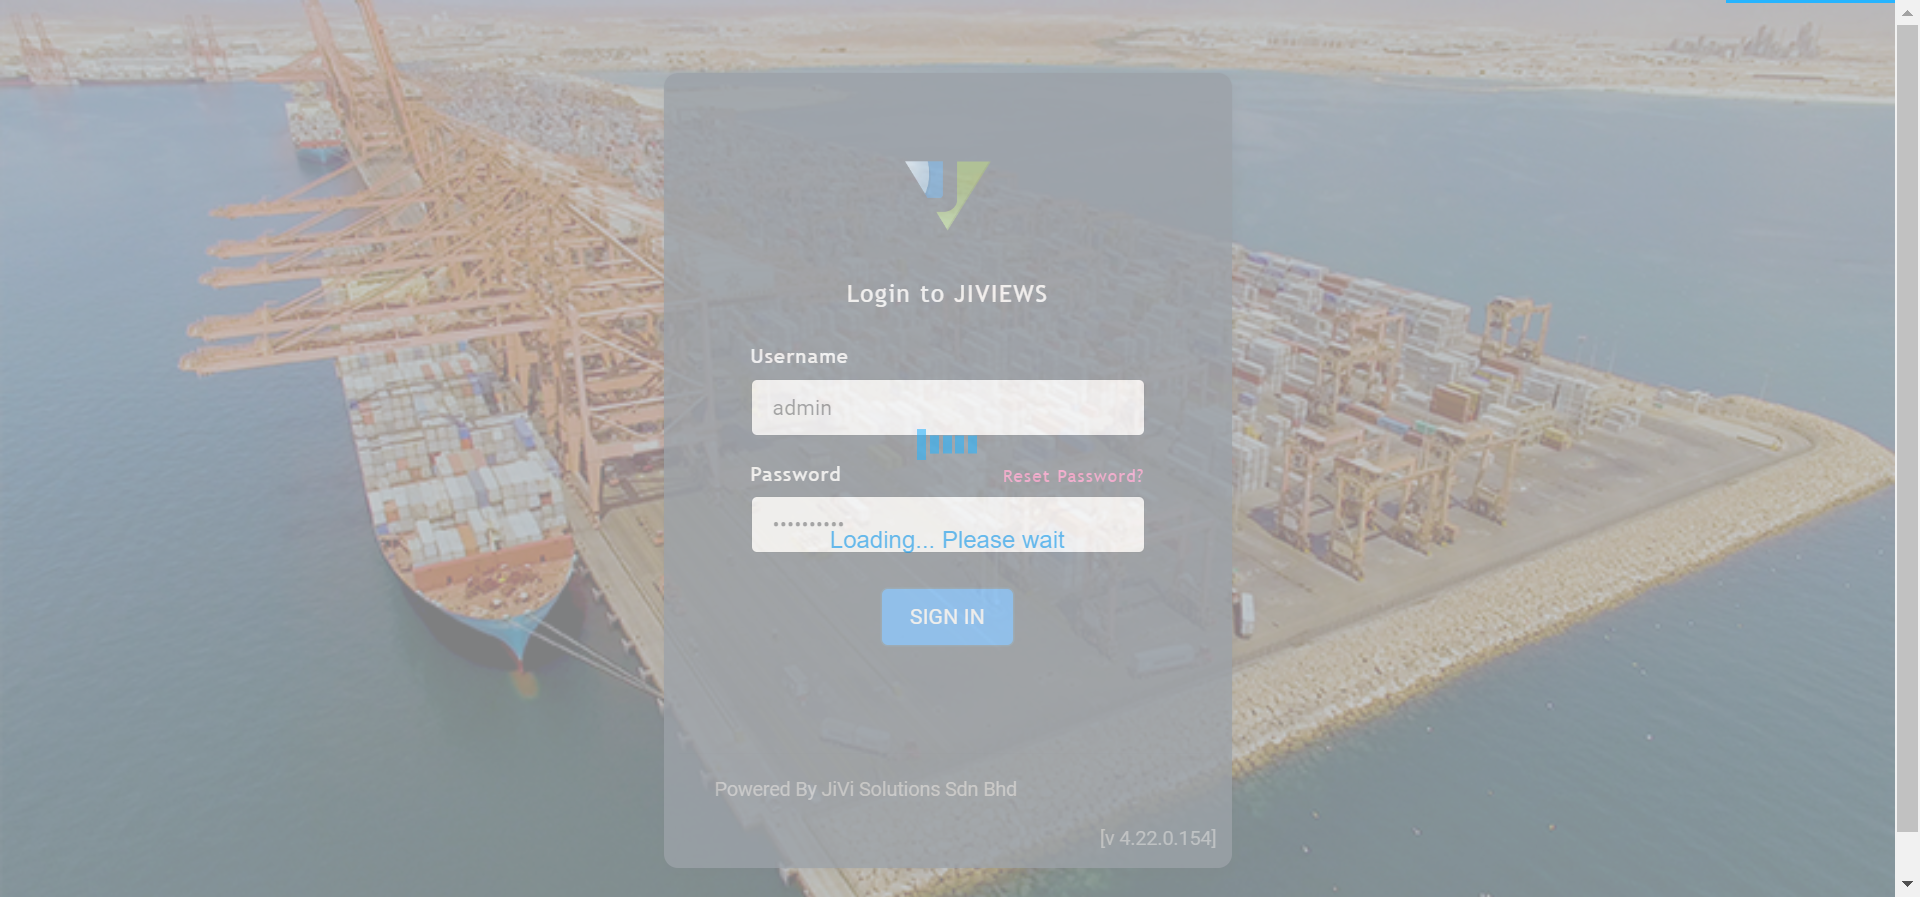 Login to JIVIEWS
Username
admin
Password
Reset Password?
••••••••••
Loading... Please wait
SIGN IN
Powered By JiVi Solutions Sdn Bhd
[v 4.22.0.154]